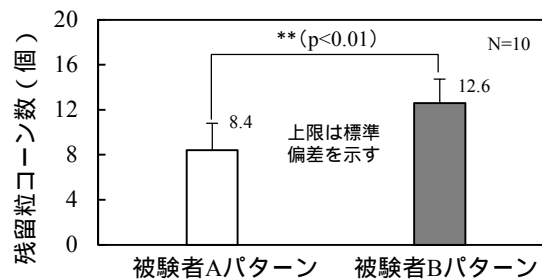 残留粒コーン数(個)
20
16
12
8
4
0
**(p<0.01)
N=10
8.4
12.6
上限は標準
偏差を示す
被験者Aパターン
被験者Bパターン